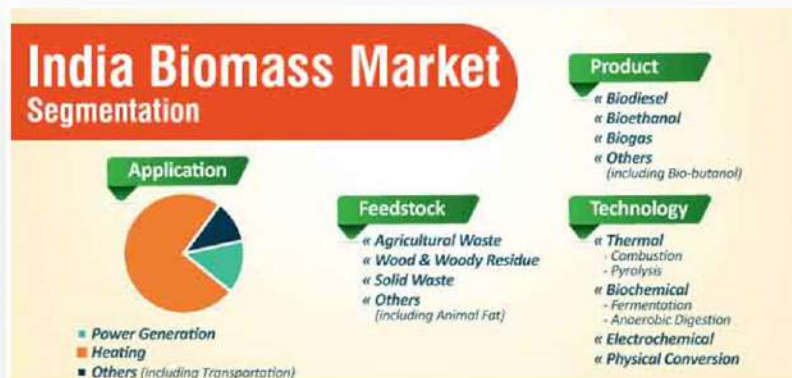 India Biomass Market
Segmentation
Application
Power Generation
Heating
Others (including Transportation)
Feedstock
« Agricultural Waste
« Wood & Woody Residue
« Solid Waste
« Others
(including Animal Fat)
Product
« Biodiesel
« Bioethanol
« Biogas
« Others
(including Bio-butanol)
Technology
« Thermal
- Combustion
- Pyrolysis
« Biochemical
- Fermentation
- Anaerobic Digestion
« Electrochemical
« Physical Conversion